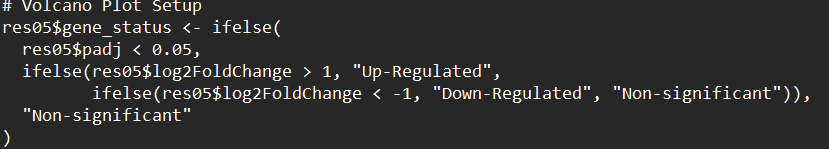 # Volcano Plot Setup
res05$gene_status <- ifelse(
  res05$padj < 0.05,
  ifelse(res05$log2FoldChange > 1, "Up-Regulated",
         ifelse(res05$log2FoldChange < -1, "Down-Regulated", "Non-significant")),
  "Non-significant"
)